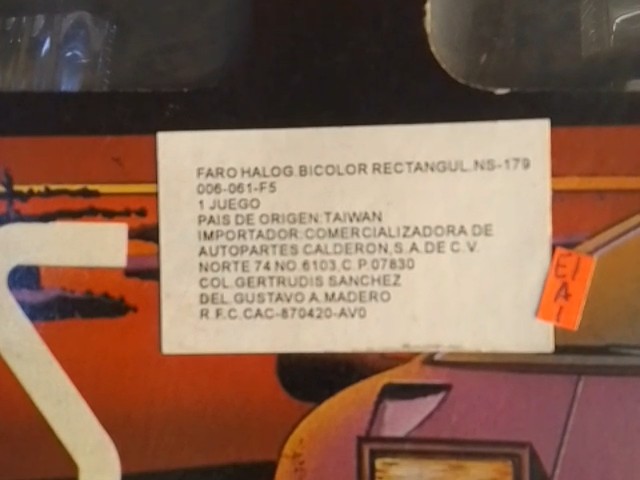 FARO HALOG.BICOLOR RECTANGUL.NS-179
006-061-F5
1 JUEGO
PAIS DE ORIGEN:TAIWAN
IMPORTADOR:COMERCIALIZADORA DE
AUTOPARTES CALDERON,S.A.DE C.V.
NORTE 74 NO.6103,C.P.07830
COL.GERTRUDIS SANCHEZ
DEL.GUSTAVO A.MADERO
R.F.C.CAC-870420-AV0
E1
A1